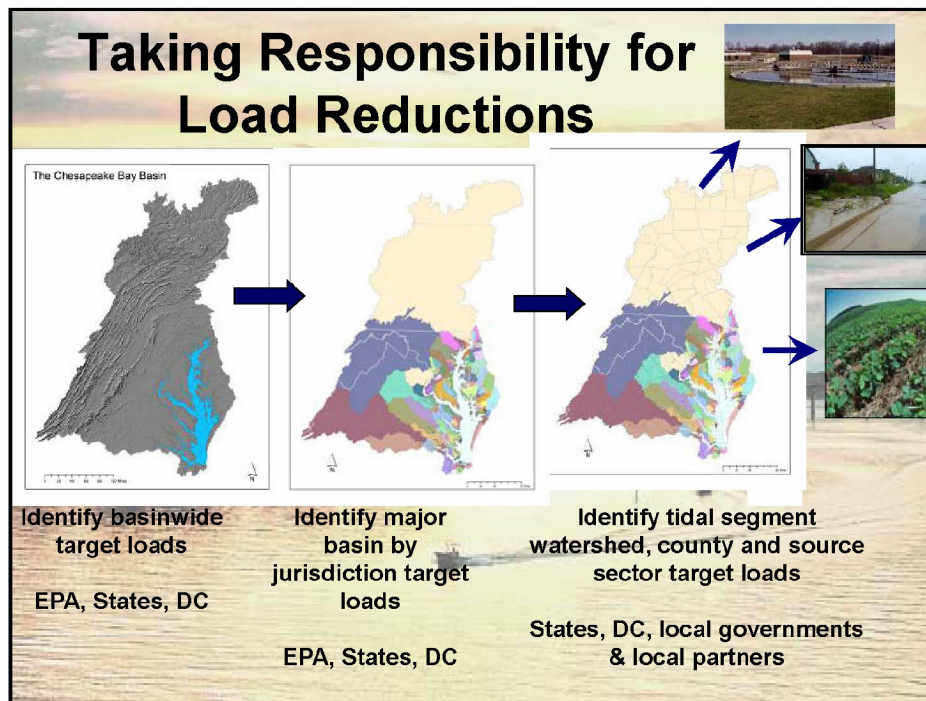 Taking Responsibility for
Load Reductions
The Chesapeake Bay Basin
N
N
N
Identify basinwide
target loads
EPA, States, DC
Identify major
basin by
jurisdiction target
loads
EPA, States, DC
Identify tidal segment
watershed, county and source
sector target loads
States, DC, local governments
& local partners